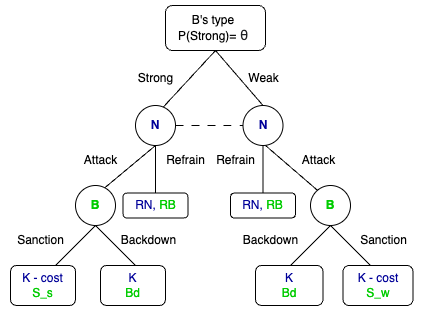 B's type
P(Strong)= θ
Strong
Weak
N
N
Attack
Refrain
Refrain
Attack
B
RN, RB
RN, RB
B
Sanction
Backdown
Backdown
Sanction
K - cost
S_s
K
Bd
K
Bd
K - cost
S_w